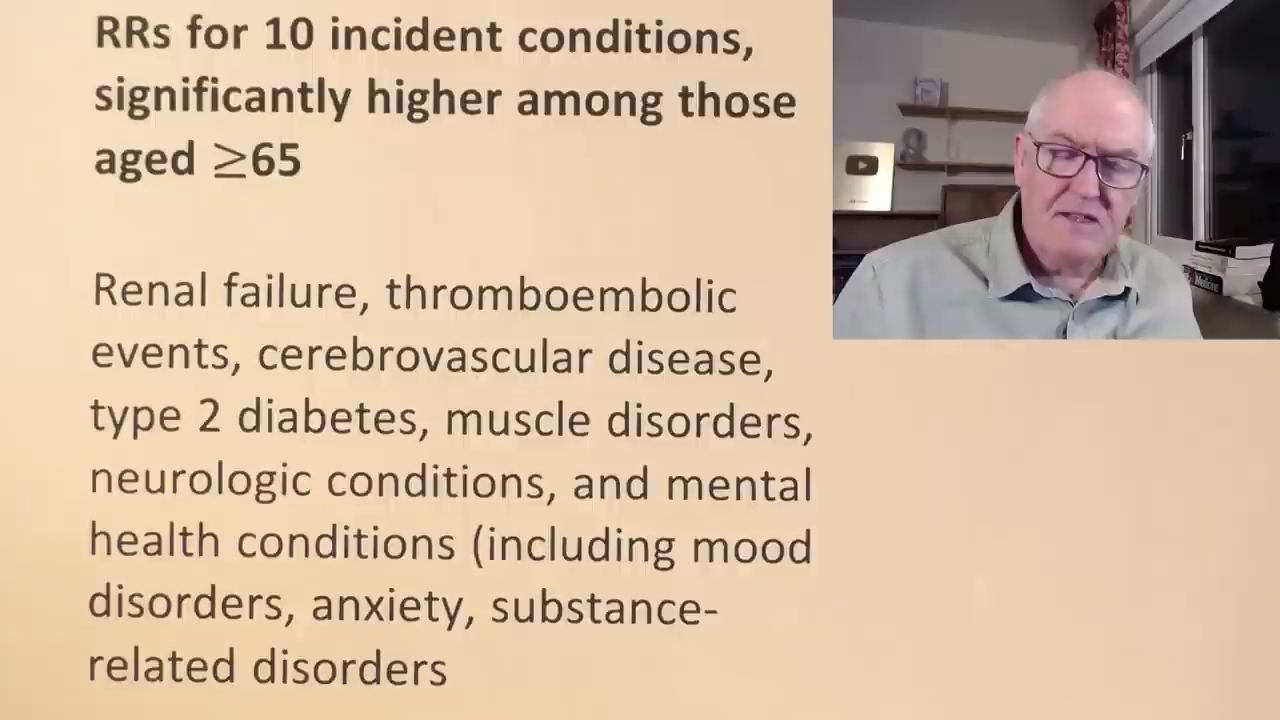 RRs for 10 incident conditions,
significantly higher among those
aged ≥65
Renal failure, thromboembolic
events, cerebrovascular disease,
type 2 diabetes, muscle disorders,
neurologic conditions, and mental
health conditions (including mood
disorders, anxiety, substance-
related disorders
Medicine